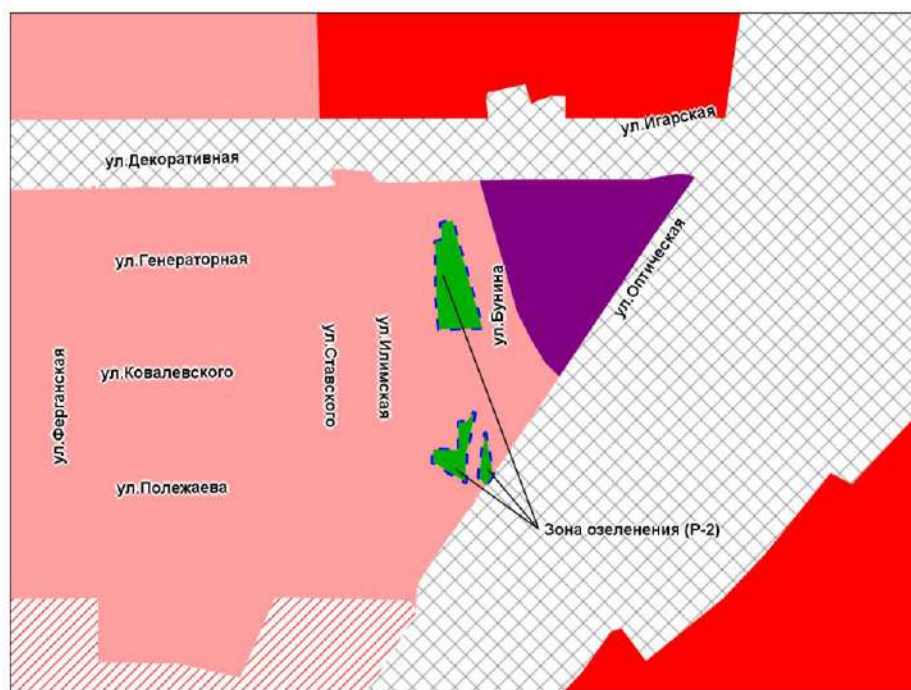 ул.Игарская
ул.Декоративная
ул.Генераторная
ул.Оптическая
ул.Бунина
ул.Ставского
ул.Илимская
ул.Ферганская
ул.Ковалевского
ул.Полежаева
Зона озеленения (Р-2)